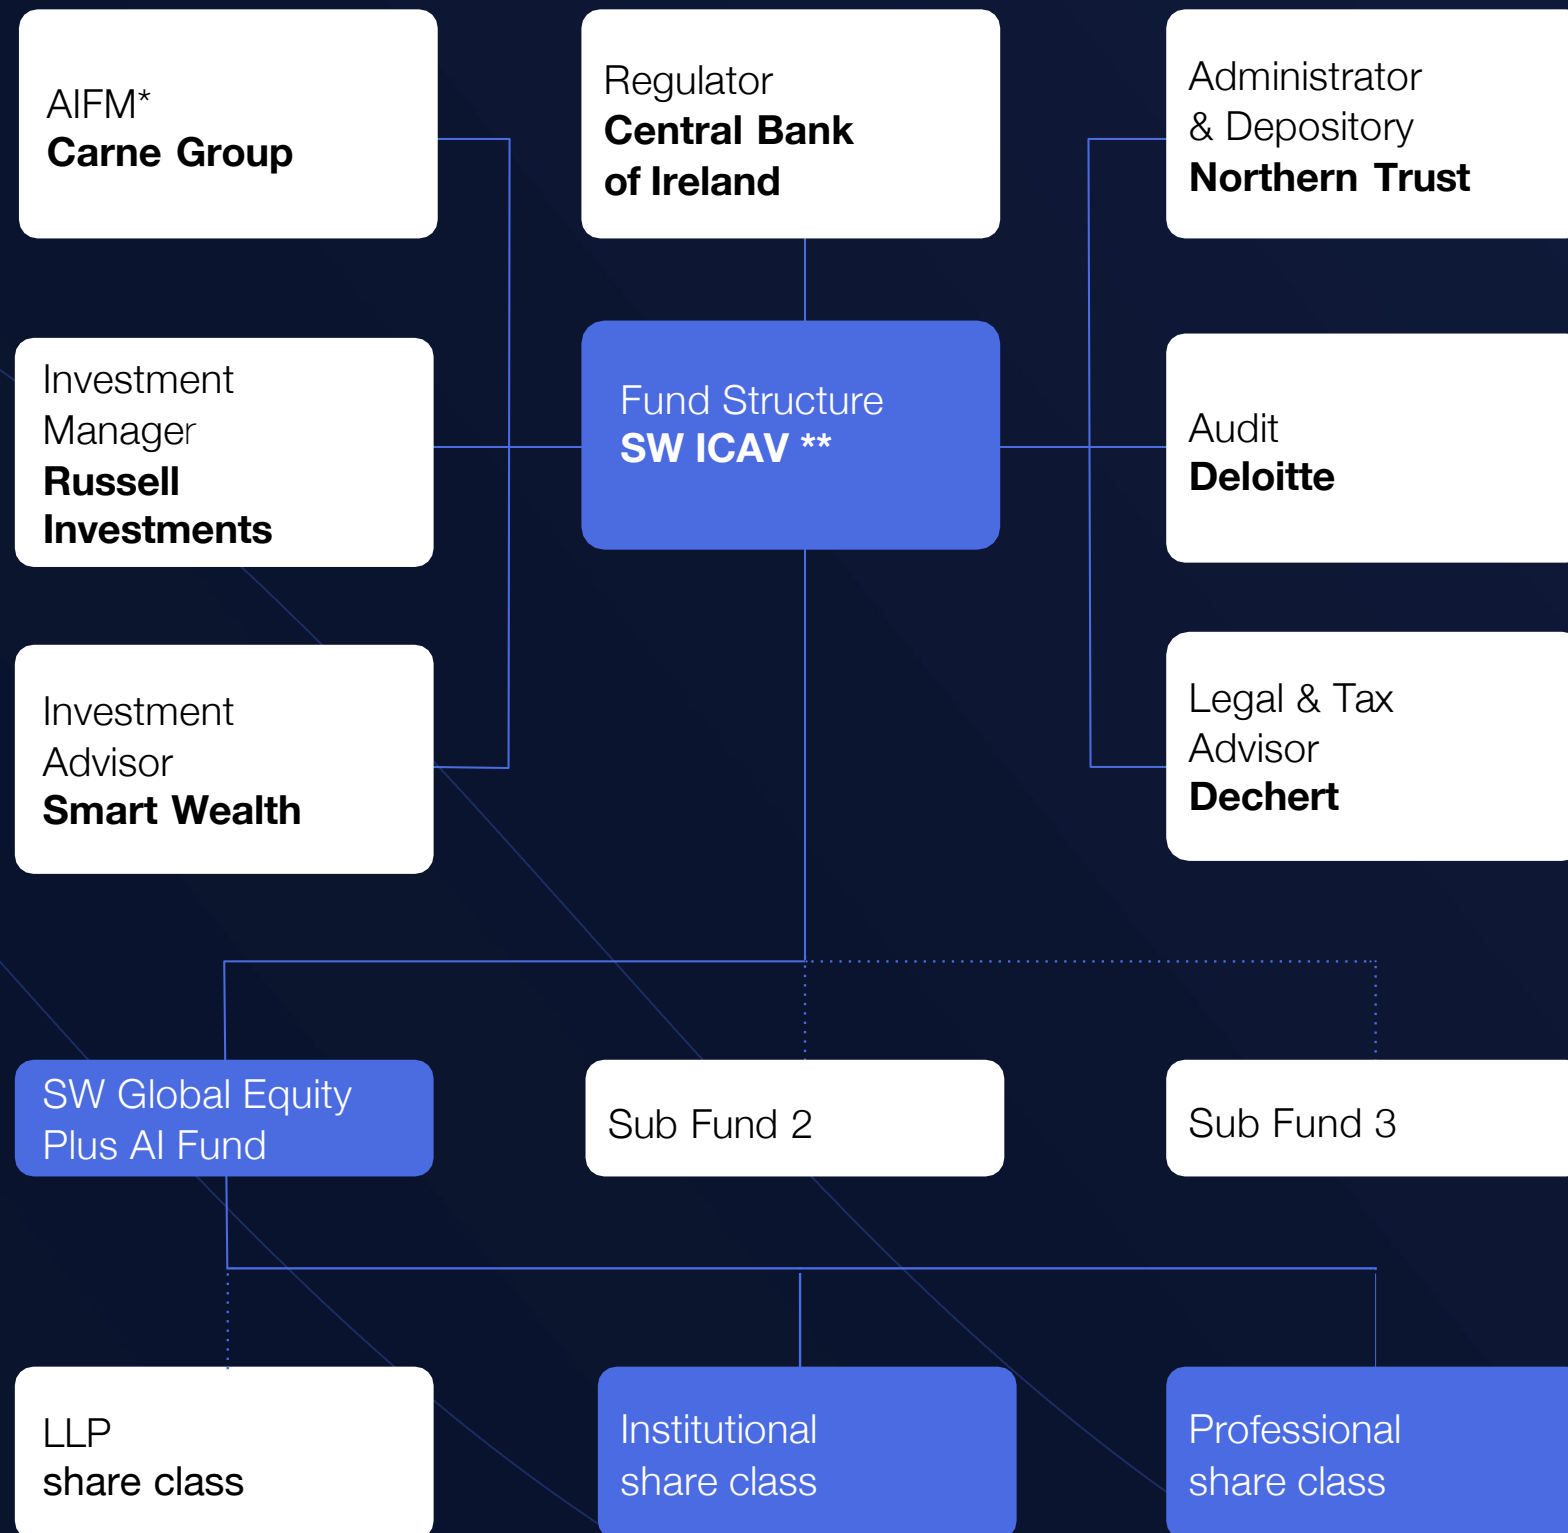 AIFM*
Carne Group
Regulator
Central Bank
of Ireland
Administrator
& Depository
Northern Trust
Investment
Manager
Russell
Investments
Fund Structure
SW ICAV **
Audit
Deloitte
Investment
Advisor
Smart Wealth
Legal & Tax
Advisor
Dechert
SW Global Equity
Plus AI Fund
Sub Fund 2
Sub Fund 3
LLP
share class
Institutional
share class
Professional
share class